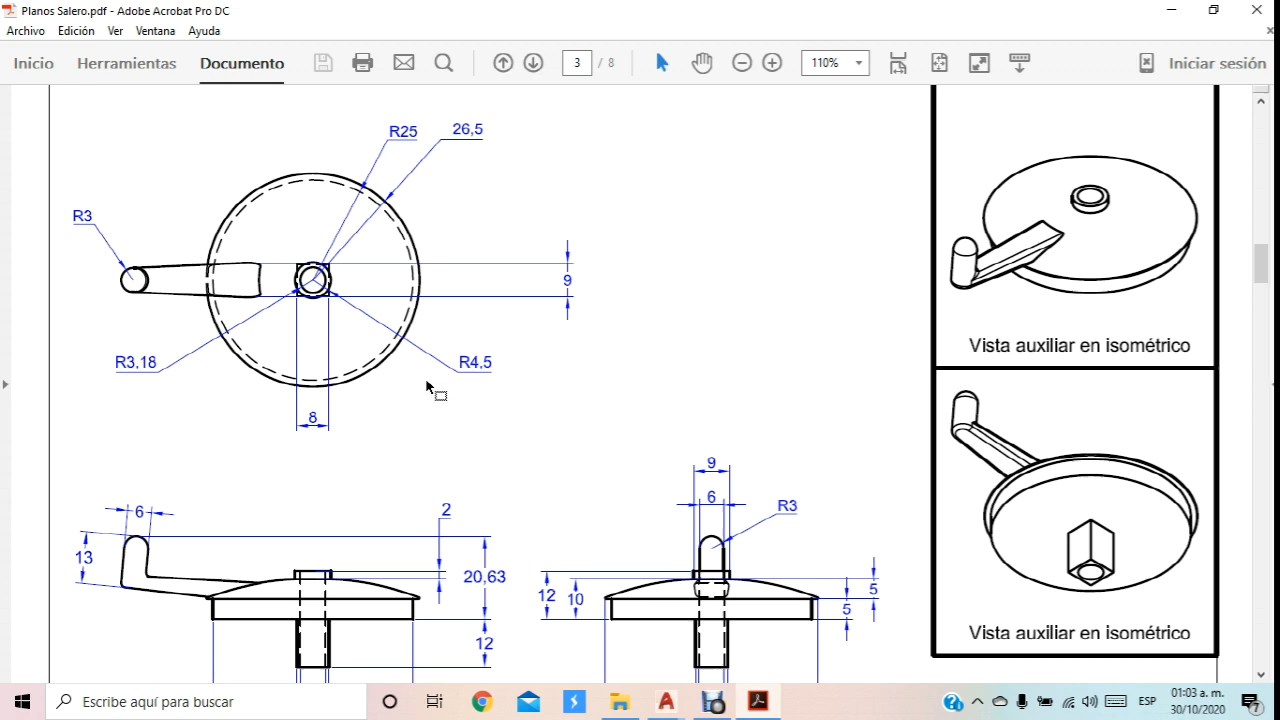 Planos Salero.pdf - Adobe Acrobat Pro DC
Archivo Edición Ver Ventana Ayuda
Inicio Herramientas Documento 3 / 8 110% Iniciar sesión
R25 26,5
R3
9
R3,18 R4,5
8
Vista auxiliar en isométrico
9
6 R3
6 2
13 20,63 12 10 5
5
12
Vista auxiliar en isométrico
Escribe aquí para buscar ESP 01:03 a. m.
30/10/2020 7